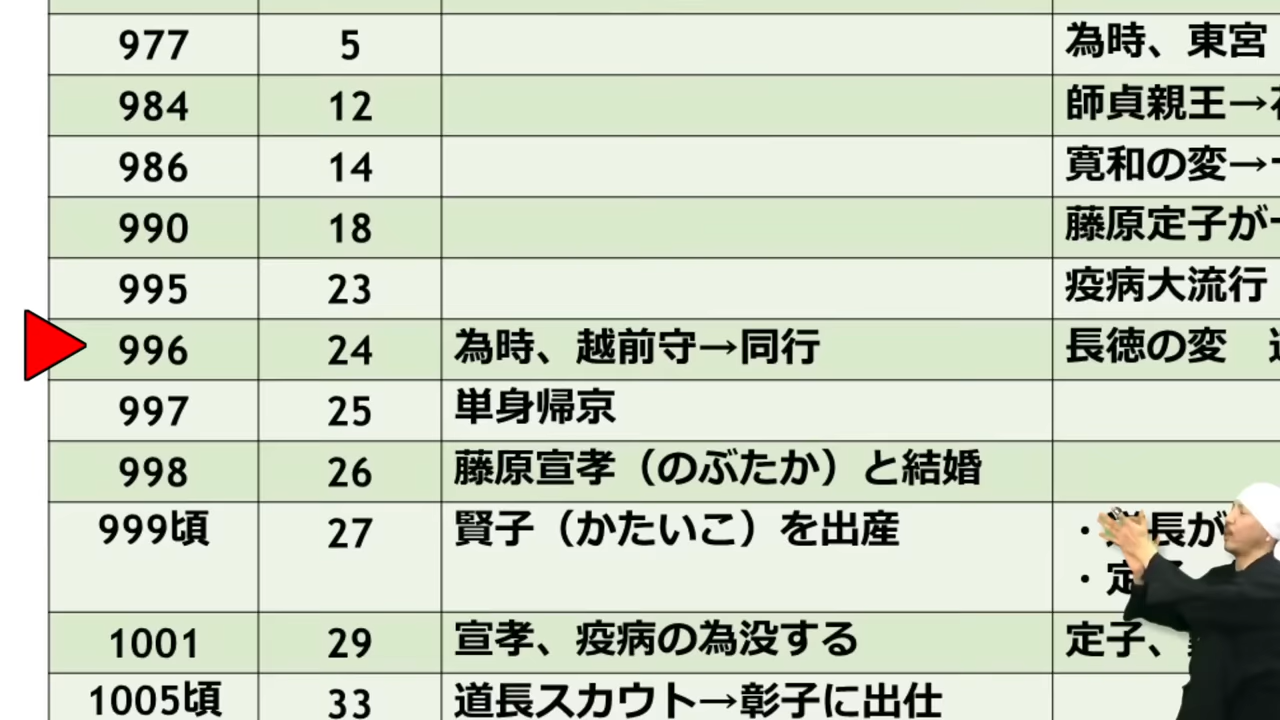 977 5 為時、東宮
984 12 師貞親王→
986 14 寛和の変→
990 18 藤原定子が
995 23 疫病大流行
996 24 為時、越前守→同行 長徳の変
997 25 単身帰京
998 26 藤原宣孝（のぶたか）と結婚
999頃 27 賢子（かたいこ）を出産 ・道長が
・定
1001 29 宣孝、疫病の為没する 定子、
1005頃 33 道長スカウト→彰子に出仕